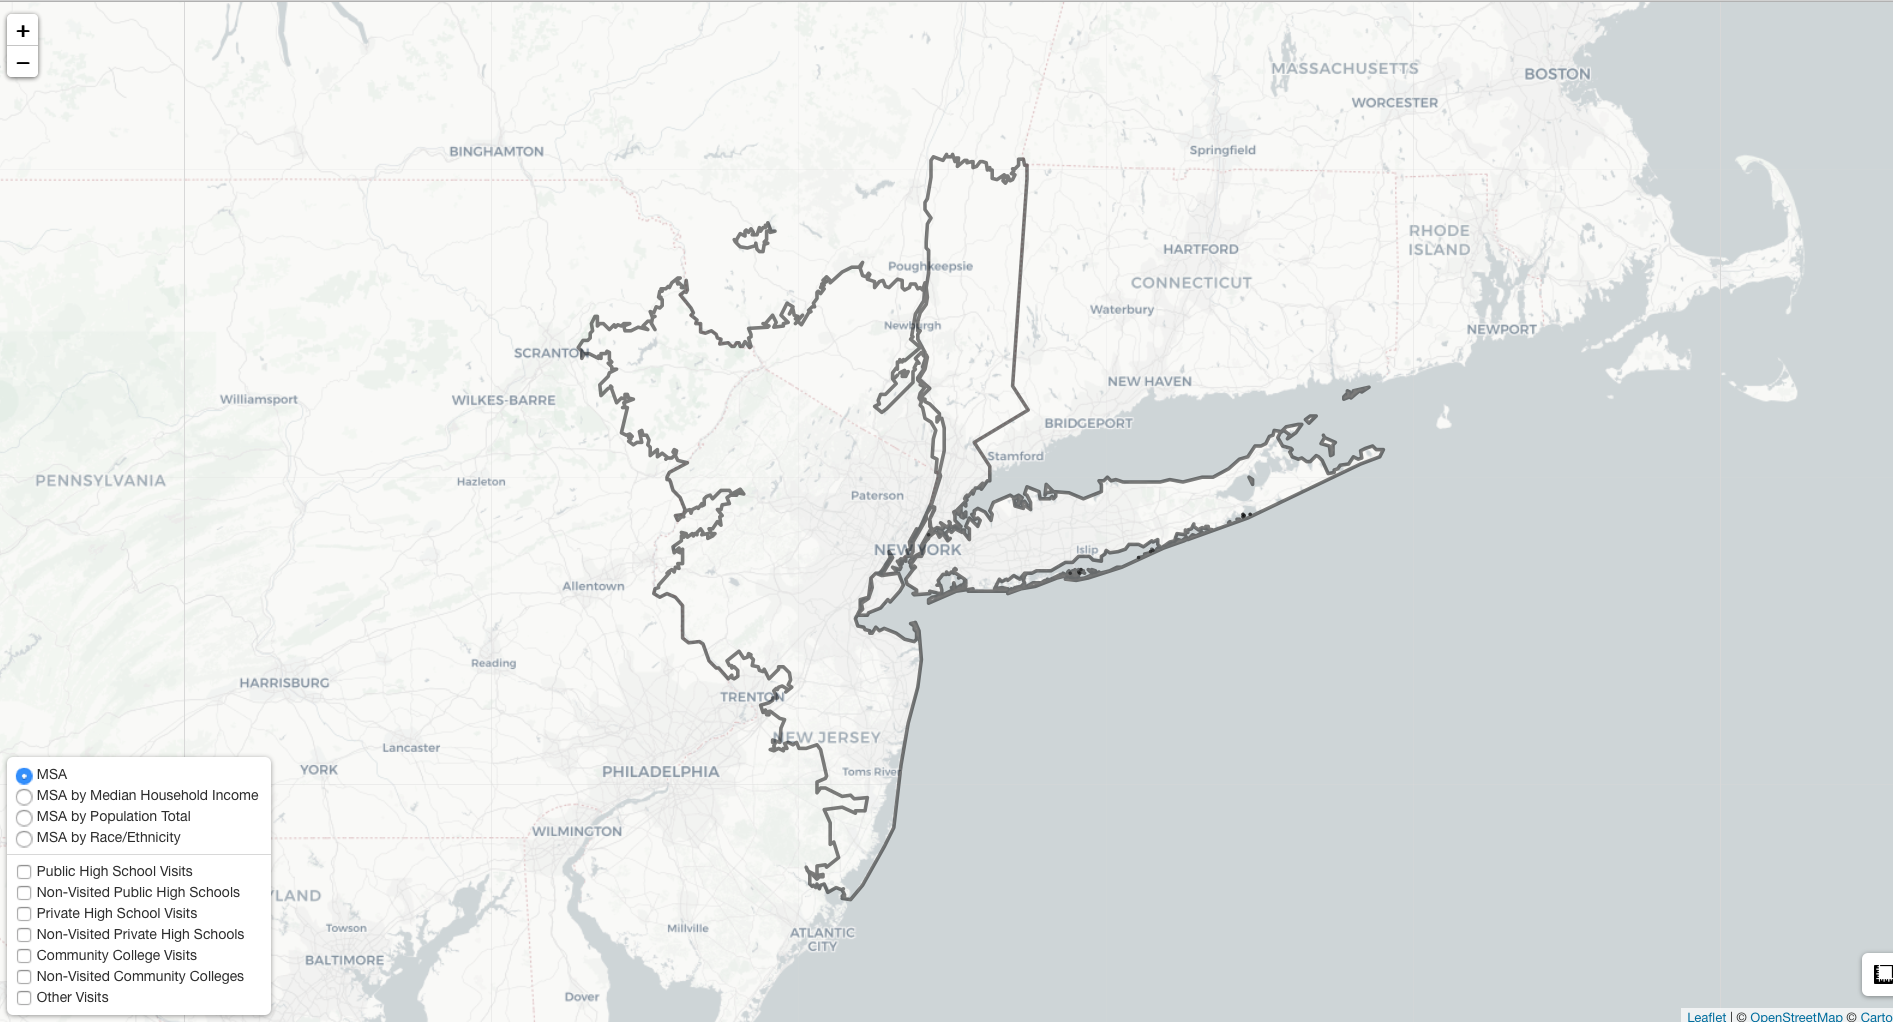 +
−
MASSACHUSETTS
BOSTON
WORCESTER
BINGHAMTON
Springfield
RHODE
ISLAND
HARTFORD
Poughkeepsie
CONNECTICUT
Waterbury
Newburgh
NEWPORT
SCRANTON
NEW HAVEN
Williamsport
WILKES-BARRE
BRIDGEPORT
Stamford
PENNSYLVANIA
Hazleton
Paterson
NEW YORK
Islip
Allentown
Reading
HARRISBURG
TRENTON
NEW JERSEY
Lancaster
YORK
PHILADELPHIA
Toms River
WILMINGTON
YLAND
Towson
Millville
ATLANTIC
CITY
BALTIMORE
Dover
MSA
MSA by Median Household Income
MSA by Population Total
MSA by Race/Ethnicity
Public High School Visits
Non-Visited Public High Schools
Private High School Visits
Non-Visited Private High Schools
Community College Visits
Non-Visited Community Colleges
Other Visits
Leaflet | © OpenStreetMap © Carto